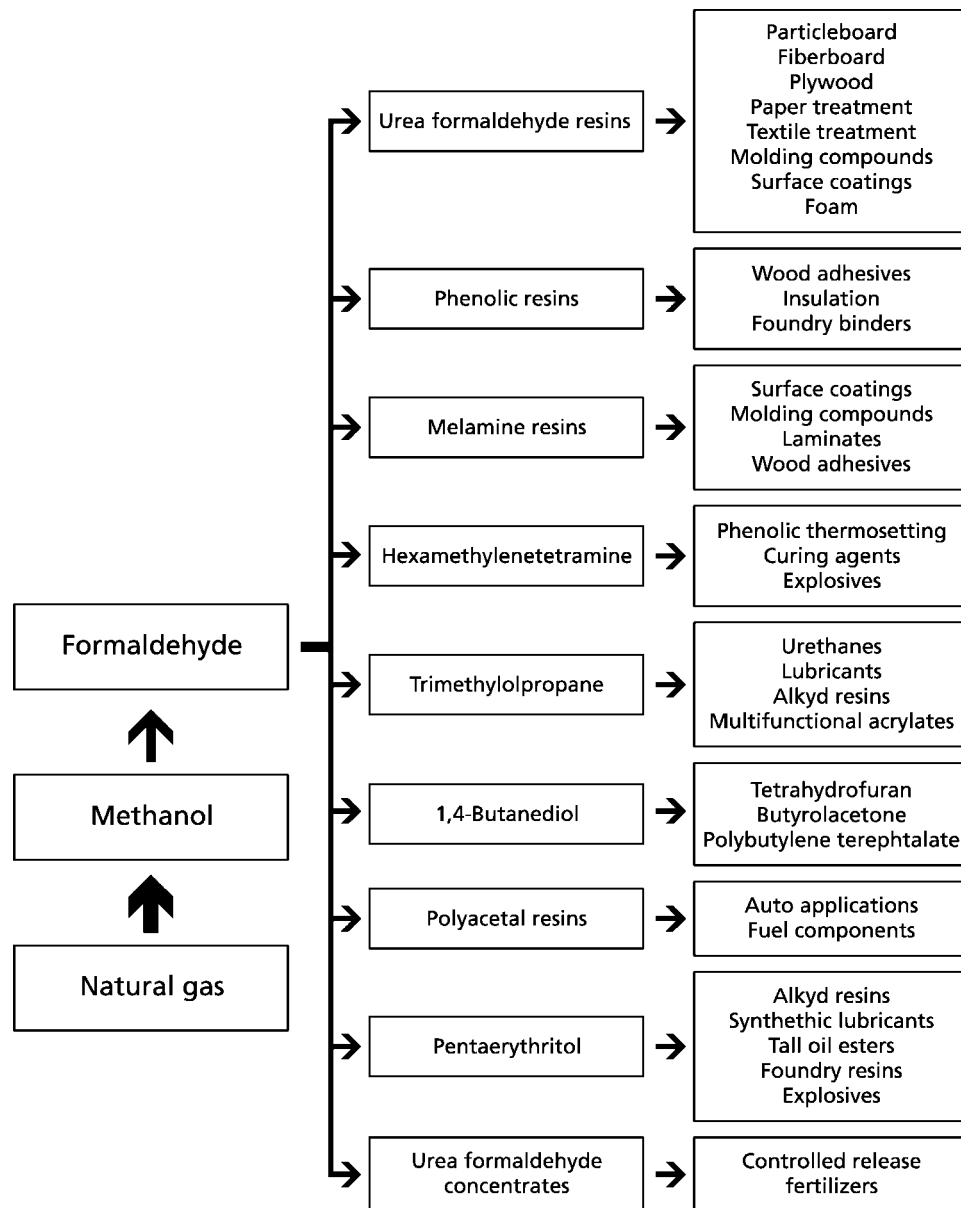 Urea formaldehyde resins
Particleboard
Fiberboard
Plywood
Paper treatment
Textile treatment
Molding compounds
Surface coatings
Foam
Phenolic resins
Wood adhesives
Insulation
Foundry binders
Melamine resins
Surface coatings
Molding compounds
Laminates
Wood adhesives
Hexamethylenetetramine
Phenolic thermosetting
Curing agents
Explosives
Formaldehyde
Methanol
Natural gas
Trimethylolpropane
Urethanes
Lubricants
Alkyd resins
Multifunctional acrylates
1,4-Butanediol
Tetrahydrofuran
Butyrolacetone
Polybutylene terephtalate
Polyacetal resins
Auto applications
Fuel components
Pentaerythritol
Alkyd resins
Synthethic lubricants
Tall oil esters
Foundry resins
Explosives
Urea formaldehyde
concentrates
Controlled release
fertilizers